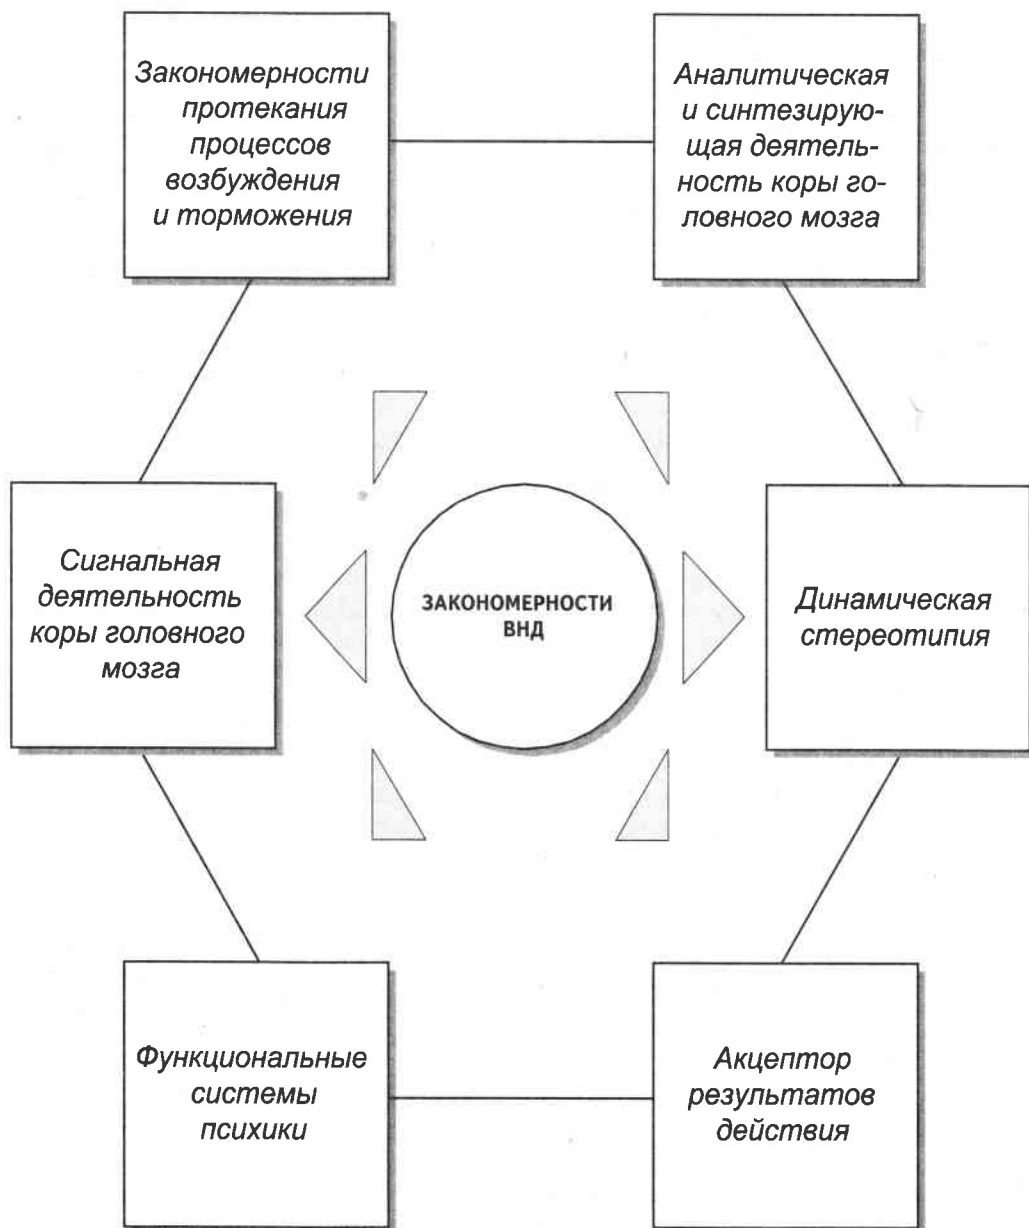 Закономерности
протекания
процессов
возбуждения
и торможения
Аналитическая
и синтезирую-
щая деятель-
ность коры го-
ловного мозга
Сигнальная
деятельность
коры головного
мозга
ЗАКОНОМЕРНОСТИ
ВНД
Динамическая
стереотипия
Функциональные
системы
психики
Акцептор
результатов
действия